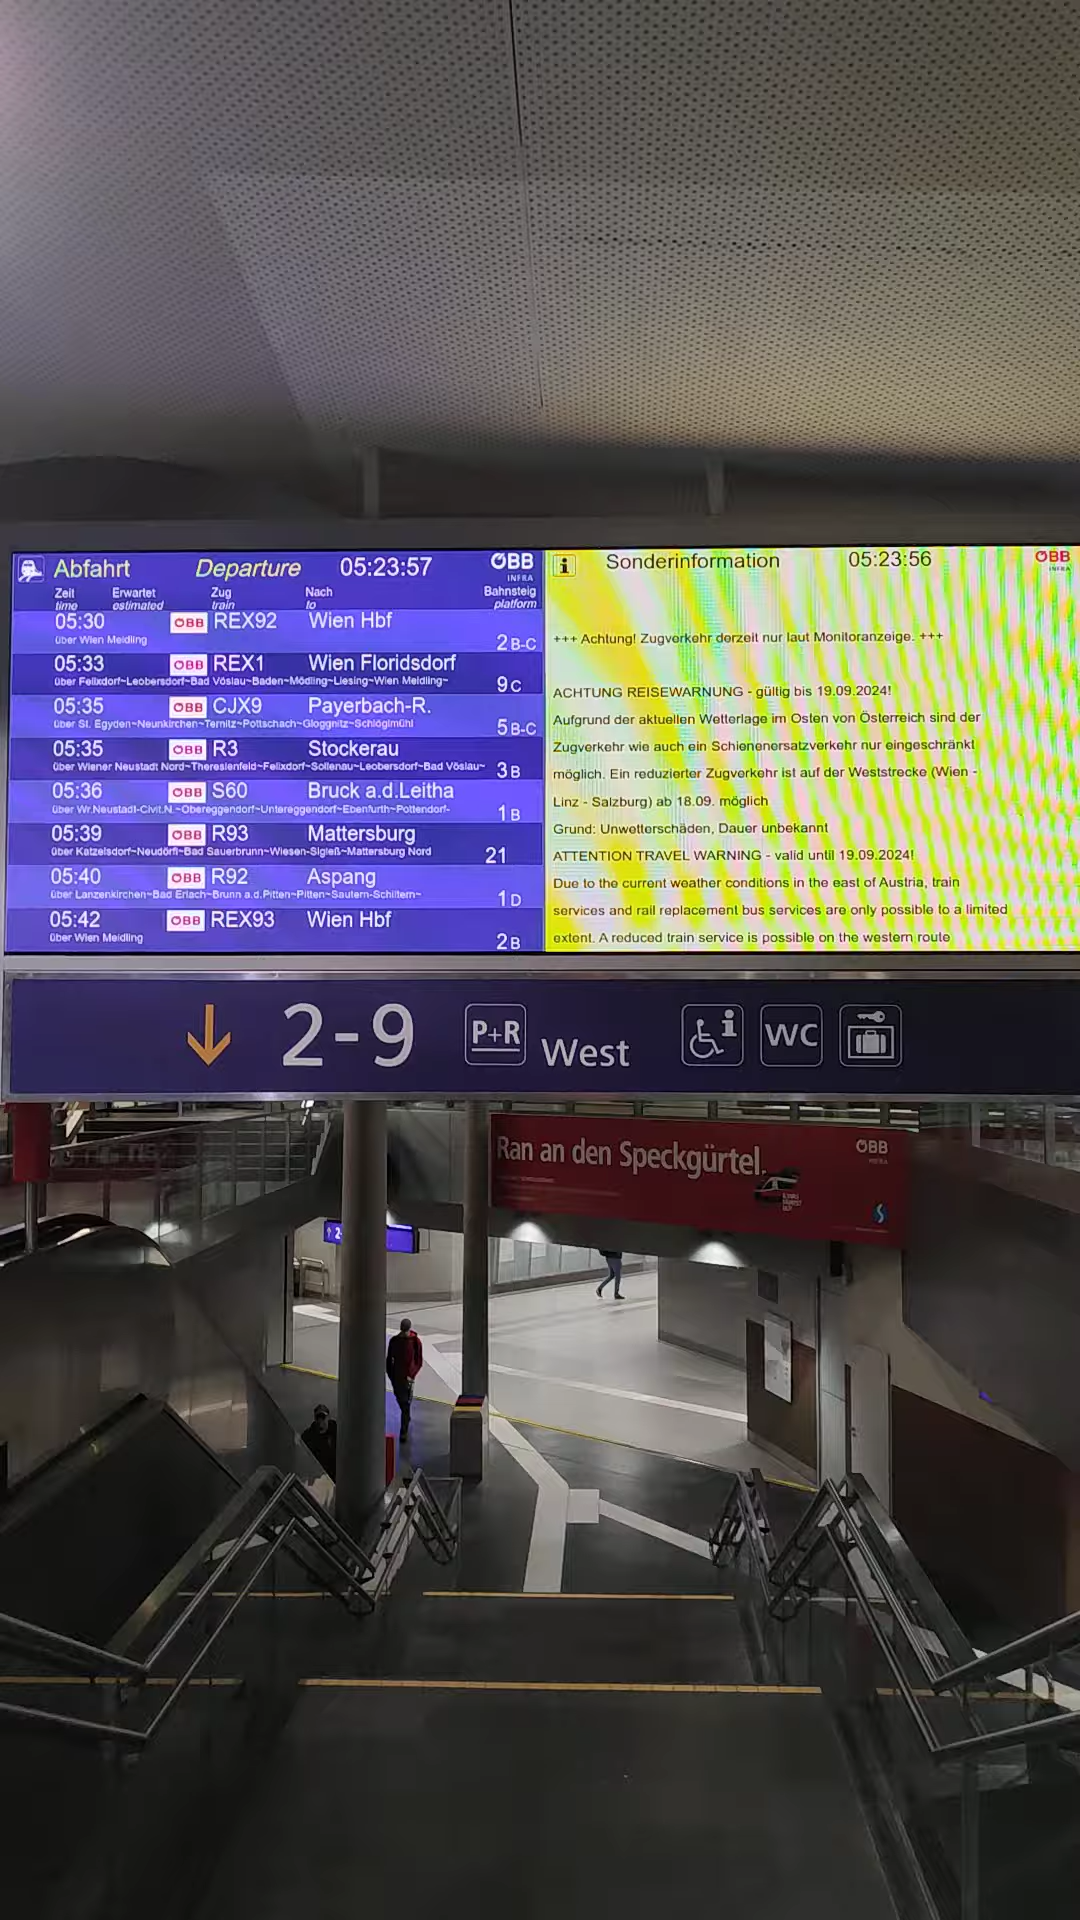 Abfahrt Departure 05:23:57 ÖBB
INFRA
Zeit Erwartet Zug Nach Bahnsteig
time estimated train to platform
05:30 ÖBB REX92 Wien Hbf
über Wien Meidling 2 B-C
05:33 ÖBB REX1 Wien Floridsdorf
über Felixdorf~Leobersdorf~Bad Vöslau~Baden~Mödling~Liesing~Wien Meidling~ 9 C
05:35 ÖBB CJX9 Payerbach-R.
über St. Egyden~Neunkirchen~Ternitz~Pottschach~Gloggnitz~Schlöglmühl 5 B-C
05:35 ÖBB R3 Stockerau
über Wiener Neustadt Nord~Theresienfeld~Felixdorf~Sollenau~Leobersdorf~Bad Vöslau~ 3 B
05:36 ÖBB S60 Bruck a.d.Leitha
über Wr.Neustadt-Civit.N.~Obereggendorf~Untereggendorf~Ebenfurth~Pottendorf- 1 B
05:39 ÖBB R93 Mattersburg
über Katzelsdorf~Neudörfl~Bad Sauerbrunn~Wiesen-Sigleß~Mattersburg Nord 21
05:40 ÖBB R92 Aspang
über Lanzenkirchen~Bad Erlach~Brunn a.d.Pitten~Pitten~Sautern-Schiltern~ 1 D
05:42 ÖBB REX93 Wien Hbf
über Wien Meidling 2 B
i Sonderinformation 05:23:56 ÖBB
INFRA
+++ Achtung! Zugverkehr derzeit nur laut Monitoranzeige. +++
ACHTUNG REISEWARNUNG - gültig bis 19.09.2024!
Aufgrund der aktuellen Wetterlage im Osten von Österreich sind der
Zugverkehr wie auch ein Schienenersatzverkehr nur eingeschränkt
möglich. Ein reduzierter Zugverkehr ist auf der Weststrecke (Wien -
Linz - Salzburg) ab 18.09. möglich
Grund: Unwetterschäden, Dauer unbekannt
ATTENTION TRAVEL WARNING - valid until 19.09.2024!
Due to the current weather conditions in the east of Austria, train
services and rail replacement bus services are only possible to a limited
extent. A reduced train service is possible on the western route
2-9 P+R West i WC
Ran an den Speckgürtel. ÖBB
INFRA